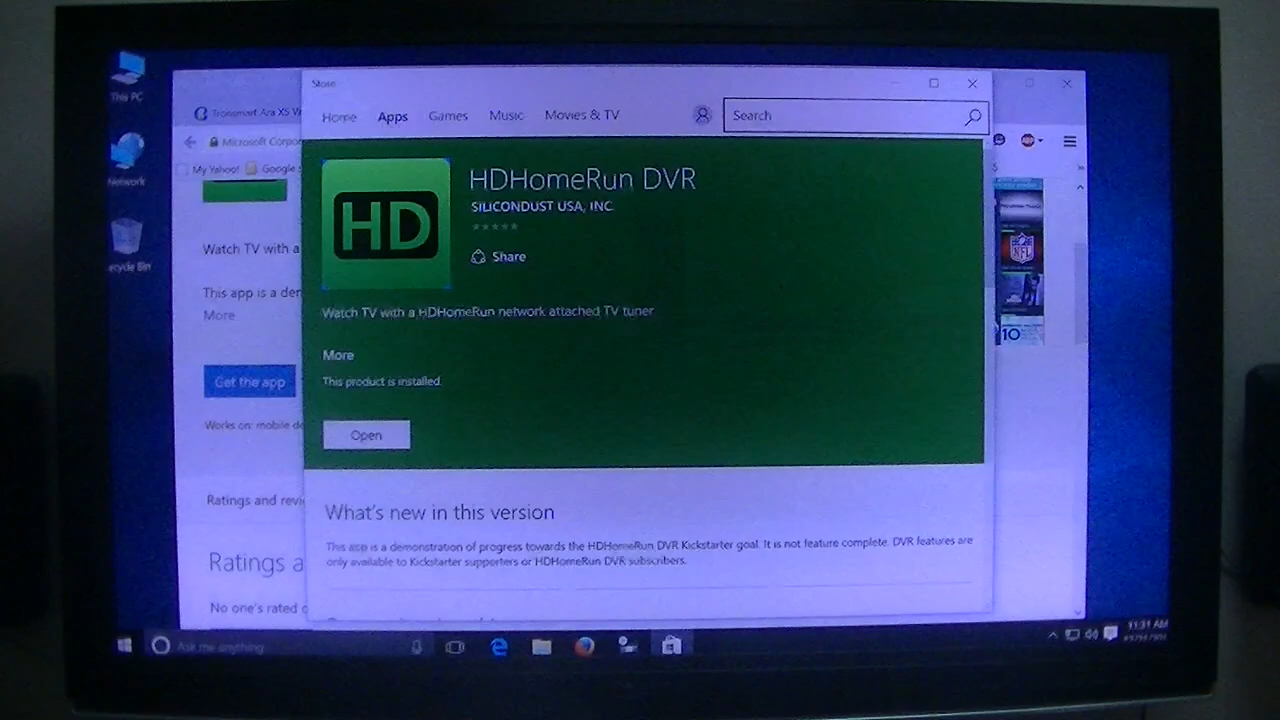 This PC
Network
Recycle Bin
Store
Home Apps Games Music Movies & TV
Search
Tronsmart Ara X5 W
Microsoft Corpor
My Yahoo!
Google
HD
HDHomeRun DVR
SILICONDUST USA, INC.
Share
Watch TV with a HDHomeRun network attached TV tuner
More
This product is installed.
Open
What's new in this version
This app is a demonstration of progress towards the HDHomeRun DVR Kickstarter goal. It is not feature complete. DVR features are
only available to Kickstarter supporters or HDHomeRun DVR subscribers.
Watch TV with a
This app is a den
More
Get the app
Works on: mobile de
Ratings and revi
Ratings a
No one's rated
NFL
10
Ask me anything
11:31 AM